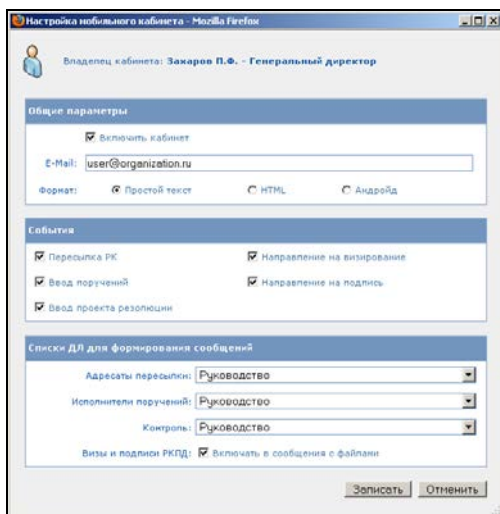 Настройка мобильного кабинета - Mozilla Firefox
Владелец кабинета: Захаров П.Ф. - Генеральный директор
Общие параметры
Включить кабинет
E-Mail: user@organization.ru
Формат: Простой текст HTML Андройд
События
Пересылка РК Направление на визирование
Ввод поручений Направление на подпись
Ввод проекта резолюции
Списки ДЛ для формирования сообщений
Адресаты пересылки: Руководство
Исполнители поручений: Руководство
Контроль: Руководство
Визы и подписи РКПД: Включать в сообщения с файлами
Записать Отменить